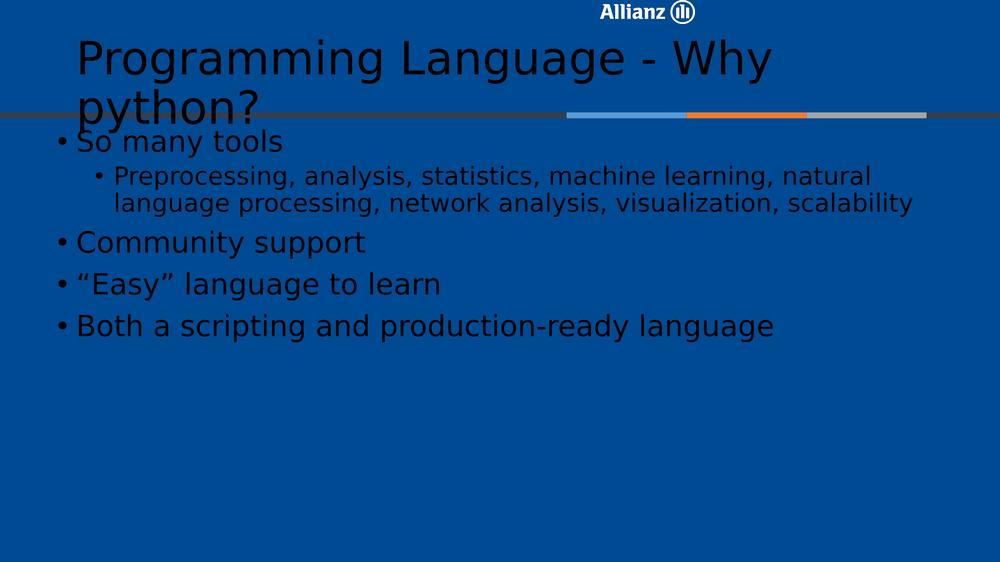 Allianz
Programming Language - Why
python?
• So many tools
• Preprocessing, analysis, statistics, machine learning, natural
language processing, network analysis, visualization, scalability
• Community support
• “Easy” language to learn
• Both a scripting and production-ready language